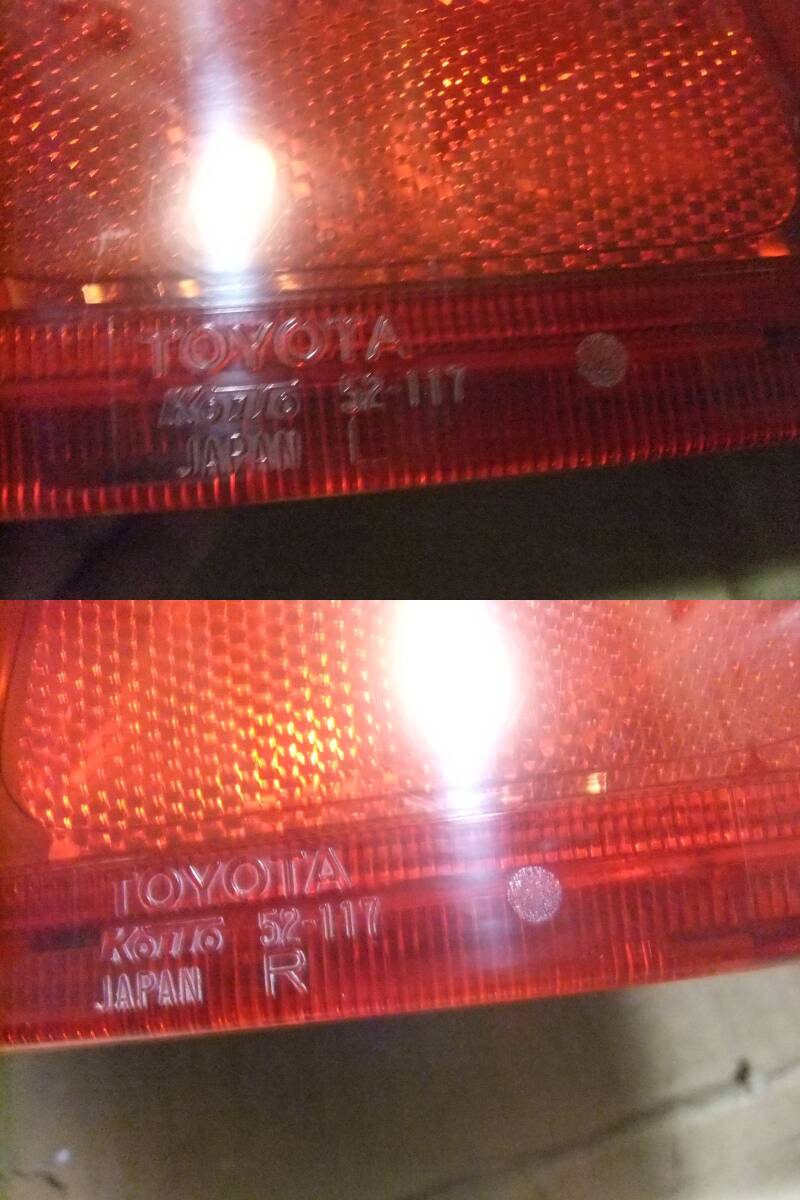 TOYOTA
Koito 52-117
JAPAN L
TOYOTA
Koito 52-117
JAPAN R